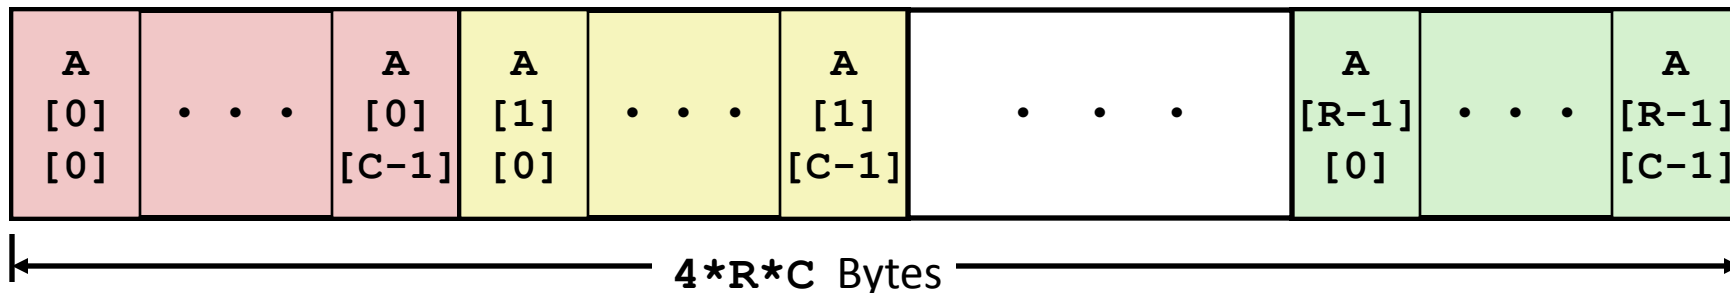 A A A A A A
[0] · · · [0] [1] · · · [1] · · · [R-1] · · · [R-1]
[0] [C-1] [0] [C-1] [0] [C-1]
4*R*C Bytes